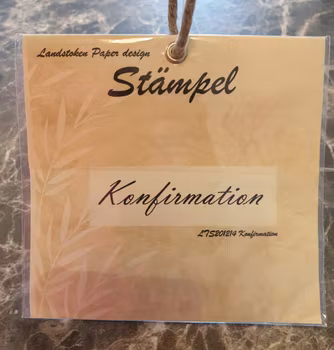 Landstoken Paper design
Stämpel
Konfirmation
LTS201214 Konfirmation